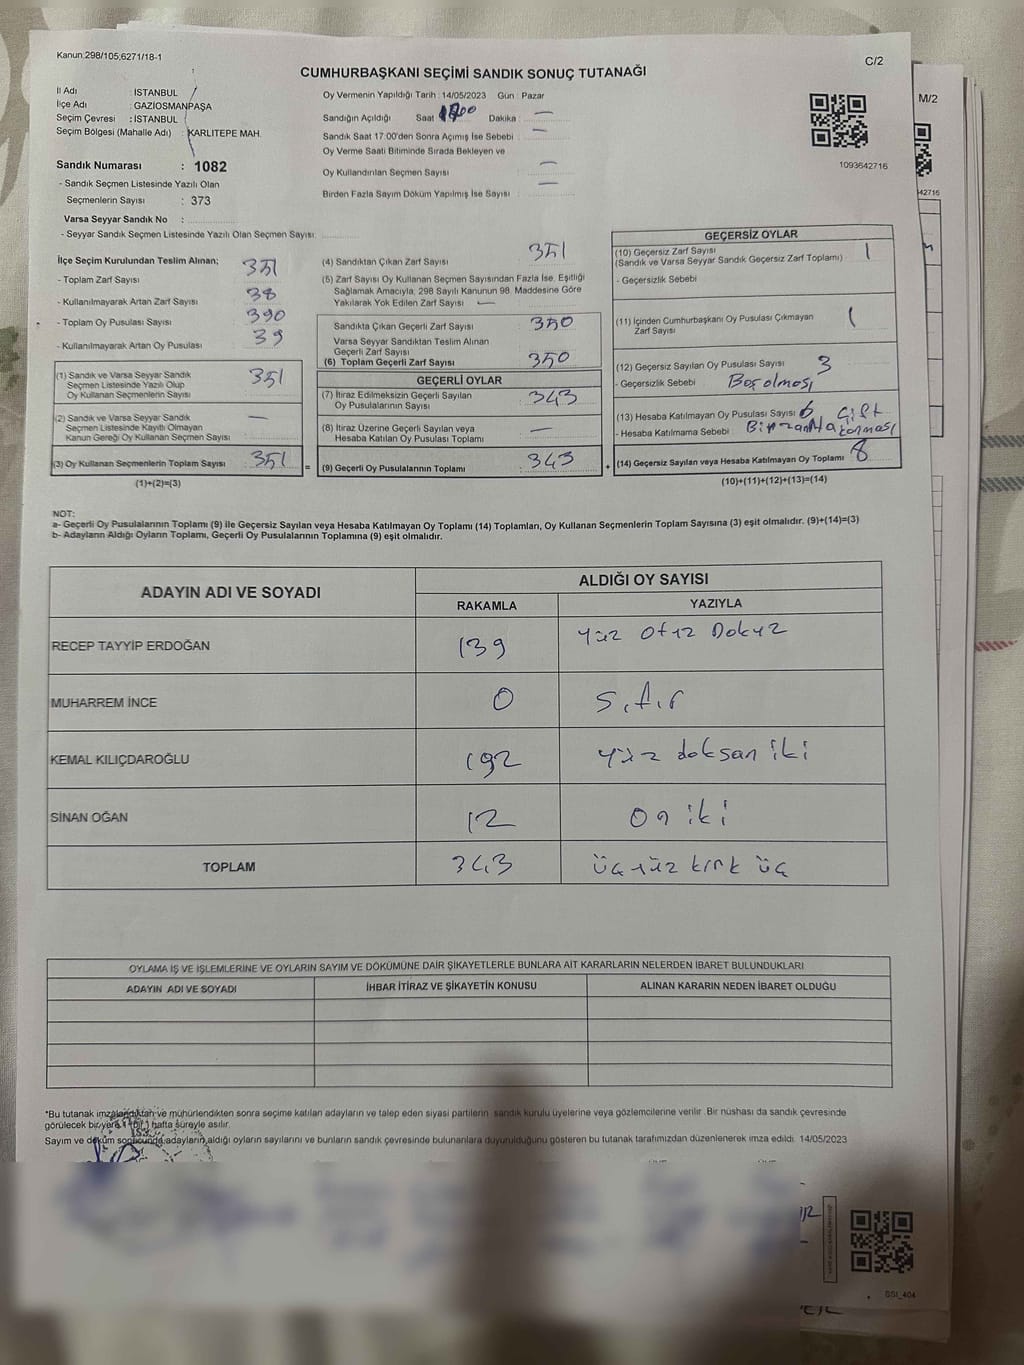 Kanun:298/105;6271/18-1
C/2
CUMHURBAŞKANI SEÇİMİ SANDIK SONUÇ TUTANAĞI
M/2
İl Adı : İSTANBUL
İlçe Adı : GAZİOSMANPAŞA
Seçim Çevresi : İSTANBUL
Seçim Bölgesi (Mahalle Adı) : KARLITEPE MAH.
Sandık Numarası : 1082
- Sandık Seçmen Listesinde Yazılı Olan
Seçmenlerin Sayısı : 373
Varsa Seyyar Sandık No :
- Seyyar Sandık Seçmen Listesinde Yazılı Olan Seçmen Sayısı:
Oy Vermenin Yapıldığı Tarih : 14/05/2023 Gün : Pazar
Sandığın Açıldığı Saat Dakika : —
Sandık Saat 17:00'den Sonra Açımış İse Sebebi : —
Oy Verme Saati Bitiminde Sırada Bekleyen ve
Oy Kullandırılan Seçmen Sayısı : —
Birden Fazla Sayım Döküm Yapılmış İse Sayısı : —
1093642716
42716
İlçe Seçim Kurulundan Teslim Alınan;
- Toplam Zarf Sayısı : 351
- Kullanılmayarak Artan Zarf Sayısı : 38
- Toplam Oy Pusulası Sayısı : 390
- Kullanılmayarak Artan Oy Pusulası : 39
(1) Sandık ve Varsa Seyyar Sandık
Seçmen Listesinde Yazılı Olup
Oy Kullanan Seçmenlerin Sayısı : 351
(2) Sandık ve Varsa Seyyar Sandık
Seçmen Listesinde Kayıtlı Olmayan
Kanun Gereği Oy Kullanan Seçmen Sayısı : —
(3) Oy Kullanan Seçmenlerin Toplam Sayısı : 351
(1)+(2)=(3)
=
(4) Sandıktan Çıkan Zarf Sayısı : 351
(5) Zarf Sayısı Oy Kullanan Seçmen Sayısından Fazla İse, Eşitliği
Sağlamak Amacıyla, 298 Sayılı Kanunun 98. Maddesine Göre
Yakılarak Yok Edilen Zarf Sayısı : —
Sandıkta Çıkan Geçerli Zarf Sayısı : 350
Varsa Seyyar Sandıktan Teslim Alınan
Geçerli Zarf Sayısı :
(6) Toplam Geçerli Zarf Sayısı : 350
GEÇERLİ OYLAR
(7) İtiraz Edilmeksizin Geçerli Sayılan
Oy Pusulalarının Sayısı : 343
(8) İtiraz Üzerine Geçerli Sayılan veya
Hesaba Katılan Oy Pusulası Toplamı : —
(9) Geçerli Oy Pusulalarının Toplamı : 343
+
GEÇERSİZ OYLAR
(10) Geçersiz Zarf Sayısı : 1
(Sandık ve Varsa Seyyar Sandık Geçersiz Zarf Toplamı)
- Geçersizlik Sebebi
(11) İçinden Cumhurbaşkanı Oy Pusulası Çıkmayan
Zarf Sayısı : 1
(12) Geçersiz Sayılan Oy Pusulası Sayısı : 3
- Geçersizlik Sebebi : Boş olması
(13) Hesaba Katılmayan Oy Pusulası Sayısı : 6 çift
- Hesaba Katılmama Sebebi :
(14) Geçersiz Sayılan veya Hesaba Katılmayan Oy Toplamı : 8
(10)+(11)+(12)+(13)=(14)
NOT:
a- Geçerli Oy Pusulalarının Toplamı (9) ile Geçersiz Sayılan veya Hesaba Katılmayan Oy Toplamı (14) Toplamları, Oy Kullanan Seçmenlerin Toplam Sayısına (3) eşit olmalıdır. (9)+(14)=(3)
b- Adayların Aldığı Oyların Toplamı, Geçerli Oy Pusulalarının Toplamına (9) eşit olmalıdır.
ADAYIN ADI VE SOYADI
ALDIĞI OY SAYISI
RAKAMLA YAZIYLA
RECEP TAYYİP ERDOĞAN 139 Yüz Otuz Dokuz
MUHARREM İNCE 0 Sıfır
KEMAL KILIÇDAROĞLU 192 Yüz doksan iki
SİNAN OĞAN 12 On iki
TOPLAM 343 üç yüz kırk üç
OYLAMA İŞ VE İŞLEMLERİNE VE OYLARIN SAYIM VE DÖKÜMÜNE DAİR ŞİKAYETLERLE BUNLARA AİT KARARLARIN NELERDEN İBARET BULUNDUKLARI
ADAYIN ADI VE SOYADI İHBAR İTİRAZ VE ŞİKAYETİN KONUSU ALINAN KARARIN NEDEN İBARET OLDUĞU
*Bu tutanak imzalandıktan ve mühürlendikten sonra seçime katılan adayların ve talep eden siyasi partilerin sandık kurulu üyelerine veya gözlemcilerine verilir. Bir nüshası da sandık çevresinde
görülecek bir yere 1 (bir) hafta süreyle asılır.
Sayım ve döküm sonucunda,adayların,aldığı oyların sayılarını ve bunların sandık çevresinde bulunanlara duyurulduğunu gösteren bu tutanak tarafımızdan düzenlenerek imza edildi. 14/05/2023
SSI_404